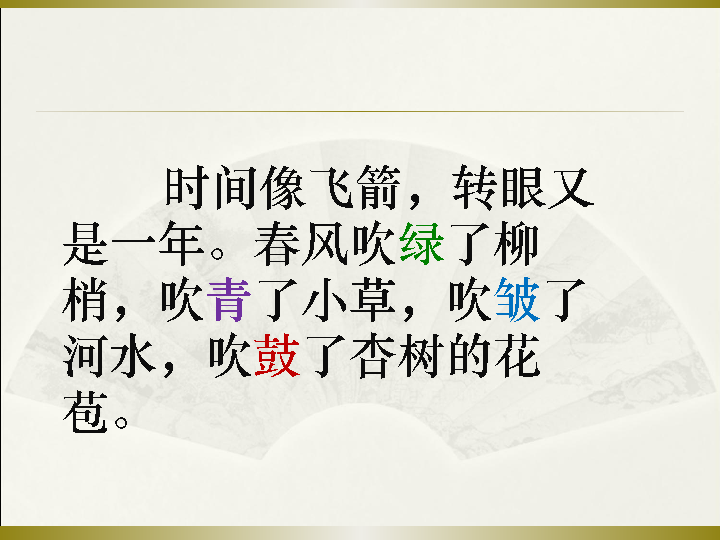 时间像飞箭，转眼又
是一年。春风吹绿了柳
梢，吹青了小草，吹皱了
河水，吹鼓了杏树的花
苞。